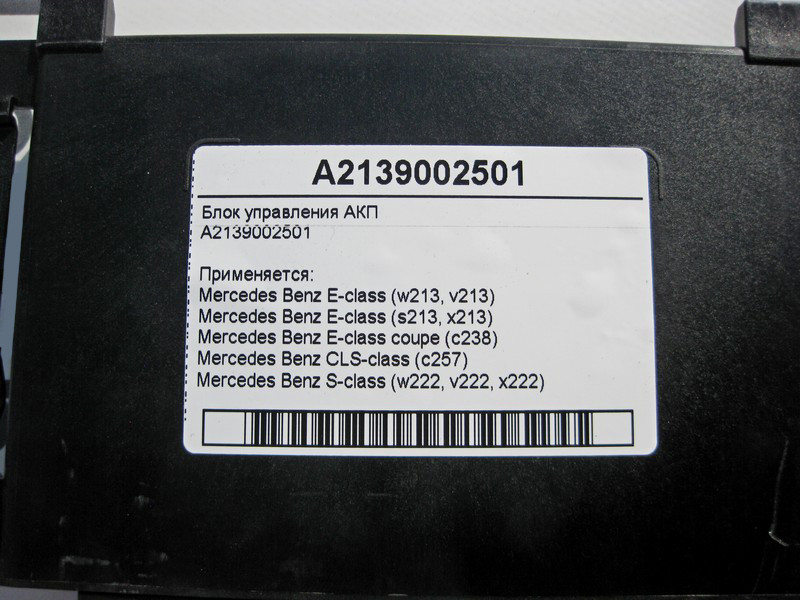 A2139002501
Блок управления АКП
A2139002501
Применяется:
Mercedes Benz E-class (w213, v213)
Mercedes Benz E-class (s213, x213)
Mercedes Benz E-class coupe (c238)
Mercedes Benz CLS-class (c257)
Mercedes Benz S-class (w222, v222, x222)